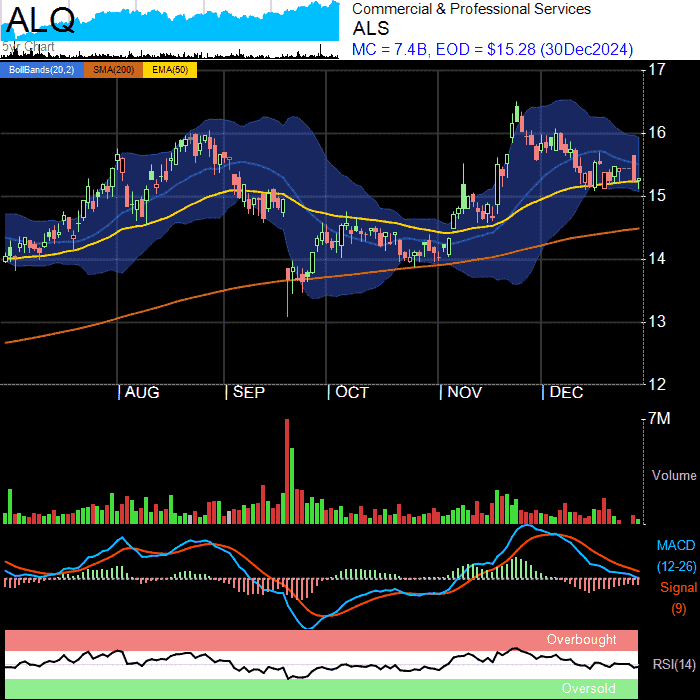 ALQ
5yr Chart
Commercial & Professional Services
ALS
MC = 7.4B, EOD = $15.28 (30Dec2024)
BollBands(20,2) SMA(200) EMA(50)
17
16
15
14
13
12
AUG SEP OCT NOV DEC
7M
Volume
MACD
(12-26)
Signal
(9)
Overbought
RSI(14)
Oversold